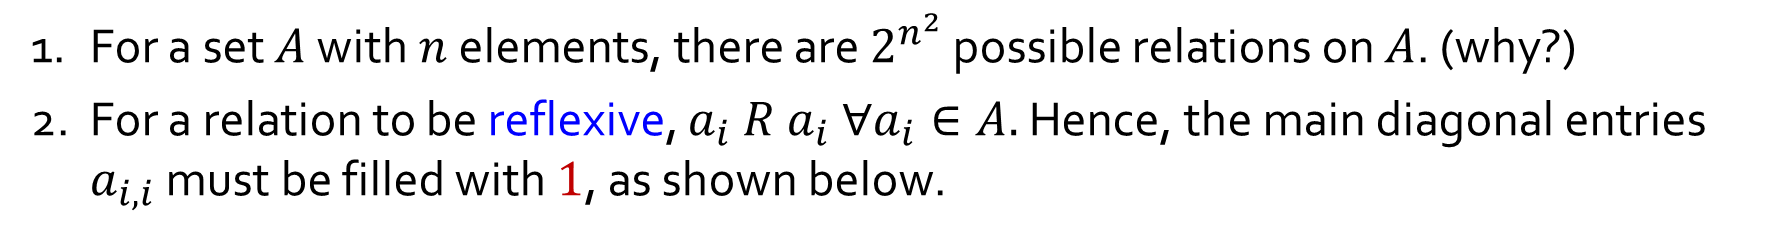 1. For a set A with n elements, there are 2^{n^2} possible relations on A. (why?)
2. For a relation to be reflexive, a_i R a_i ∀a_i ∈ A. Hence, the main diagonal entries
a_{i,i} must be filled with 1, as shown below.